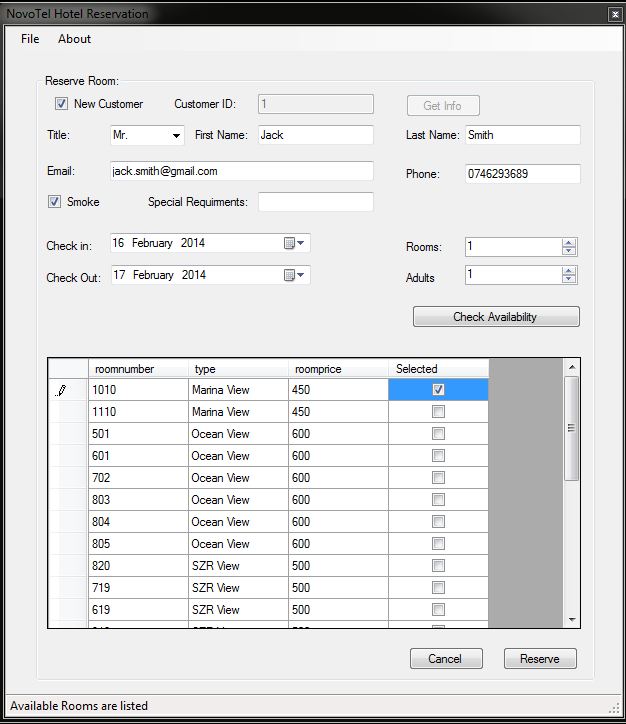 NovoTel Hotel Reservation
File About
Reserve Room:
New Customer Customer ID: 1 Get Info
Title: Mr. First Name: Jack Last Name: Smith
Email: jack.smith@gmail.com Phone: 0746293689
Smoke Special Requirments:
Check in: 16 February 2014 Rooms: 1
Check Out: 17 February 2014 Adults 1
Check Availability
roomnumber type roomprice Selected
1010 Marina View 450
1110 Marina View 450
501 Ocean View 600
601 Ocean View 600
702 Ocean View 600
803 Ocean View 600
804 Ocean View 600
805 Ocean View 600
820 SZR View 500
719 SZR View 500
619 SZR View 500
Cancel Reserve
Available Rooms are listed